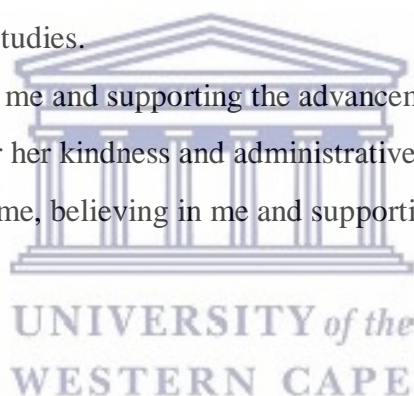 tudies.
me and supporting the advancen
r her kindness and administrative
me, believing in me and supporti
UNIVERSITY of the
WESTERN CAPE